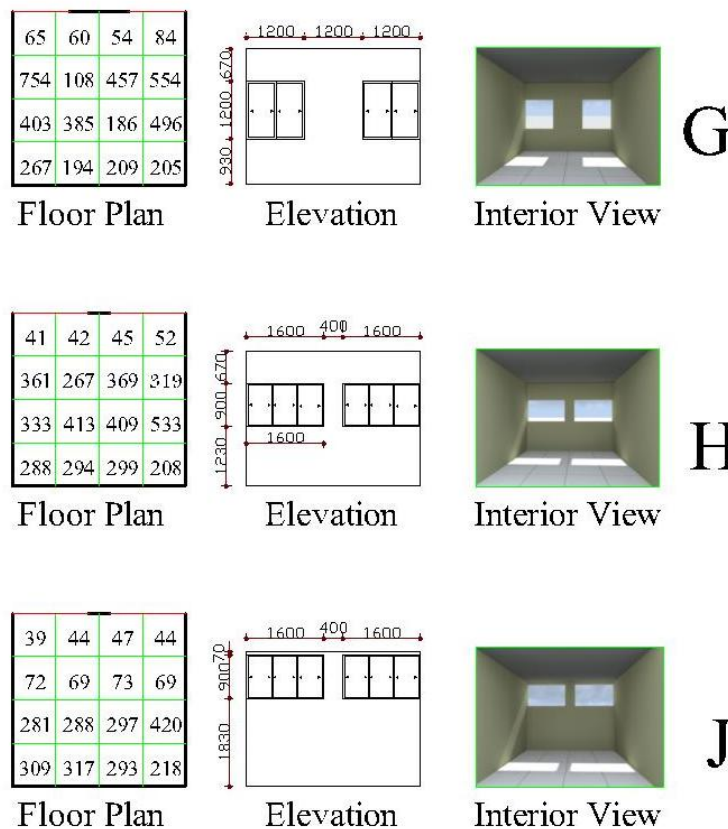 65 60 54 84
754 108 457 554
403 385 186 496
267 194 209 205
Floor Plan
1200 1200 1200
670
1200
930
Elevation
Interior View
G
41 42 45 52
361 267 369 319
333 413 409 533
288 294 299 208
Floor Plan
1600 400 1600
670
900
1230
1600
Elevation
Interior View
H
39 44 47 44
72 69 73 69
281 288 297 420
309 317 293 218
Floor Plan
1600 400 1600
70
900
1830
Elevation
Interior View
J